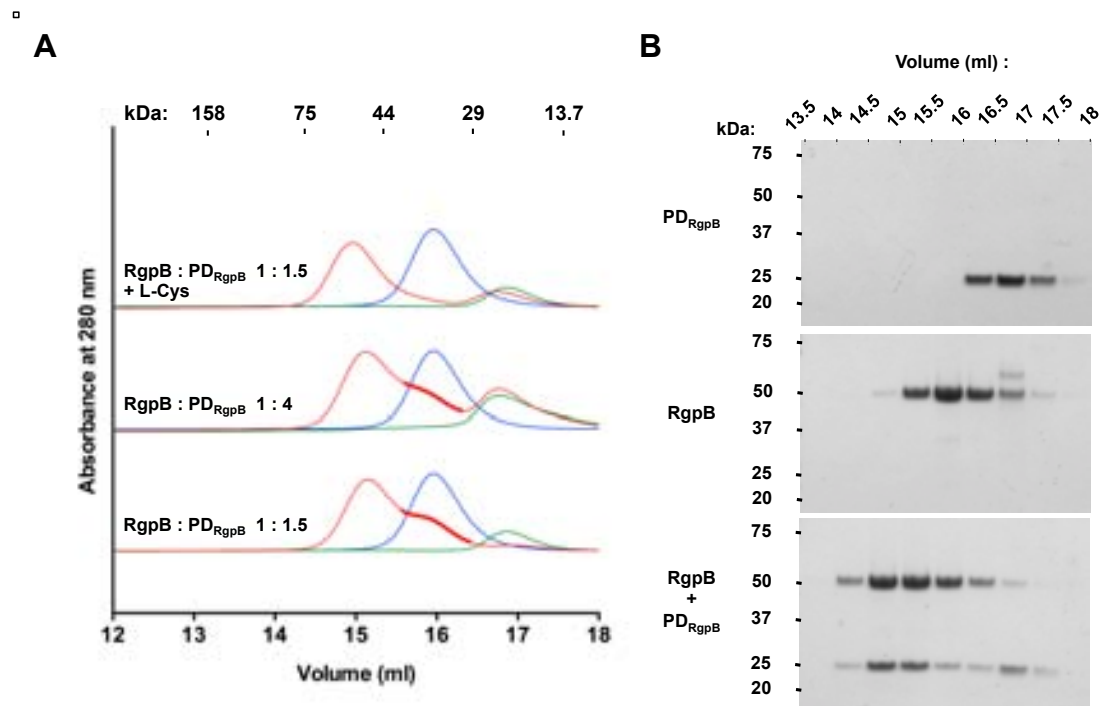 A
kDa: 158 75 44 29 13.7
RgpB : PDRgpB 1 : 1.5
+ L-Cys
RgpB : PDRgpB 1 : 4
RgpB : PDRgpB 1 : 1.5
Absorbance at 280 nm
12 13 14 15 16 17 18
Volume (ml)
B
Volume (ml) :
13.5 14 14.5 15 15.5 16 16.5 17 17.5 18
kDa:
75
50
37
25
20
PDRgpB
75
50
37
25
20
RgpB
75
50
37
25
20
RgpB
+
PDRgpB